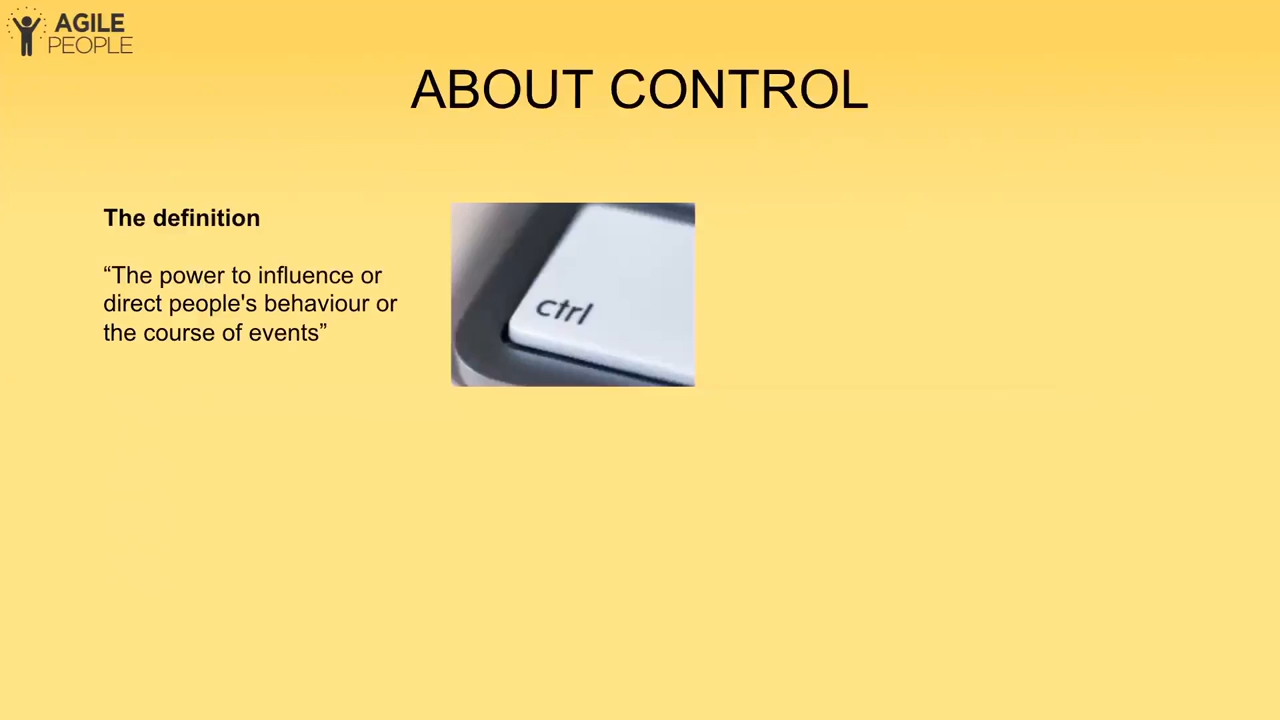 AGILE
PEOPLE
ABOUT CONTROL
The definition
“The power to influence or
direct people's behaviour or
the course of events”
ctrl